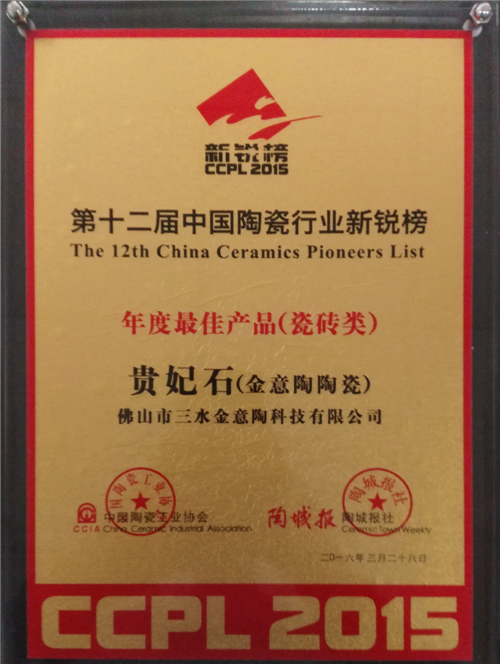 新锐榜
CCPL 2015
第十二届中国陶瓷行业新锐榜
The 12th China Ceramics Pioneers List
年度最佳产品(瓷砖类)
贵妃石(金意陶陶瓷)
佛山市三水金意陶科技有限公司
中国陶瓷工业协会
CCIA China Ceramic Industrial Association
陶城报 陶城报社
Ceramic Town Weekly
陶城报社
二〇一六年三月二十八日
CCPL 2015